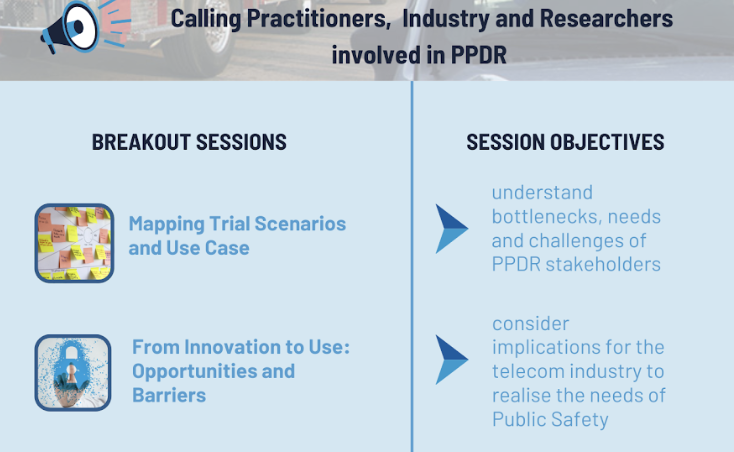 Calling Practitioners, Industry and Researchers
involved in PPDR
BREAKOUT SESSIONS
Mapping Trial Scenarios
and Use Case
From Innovation to Use:
Opportunities and
Barriers
SESSION OBJECTIVES
understand
bottlenecks, needs
and challenges of
PPDR stakeholders
consider
implications for the
telecom industry to
realise the needs of
Public Safety